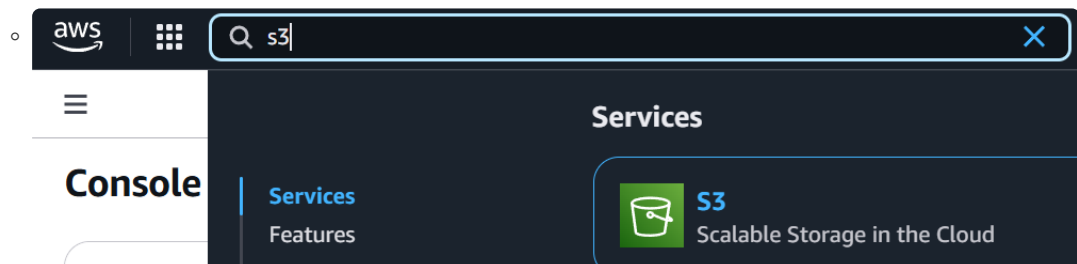 aws
s3
Services
Console
Services
S3
Features
Scalable Storage in the Cloud